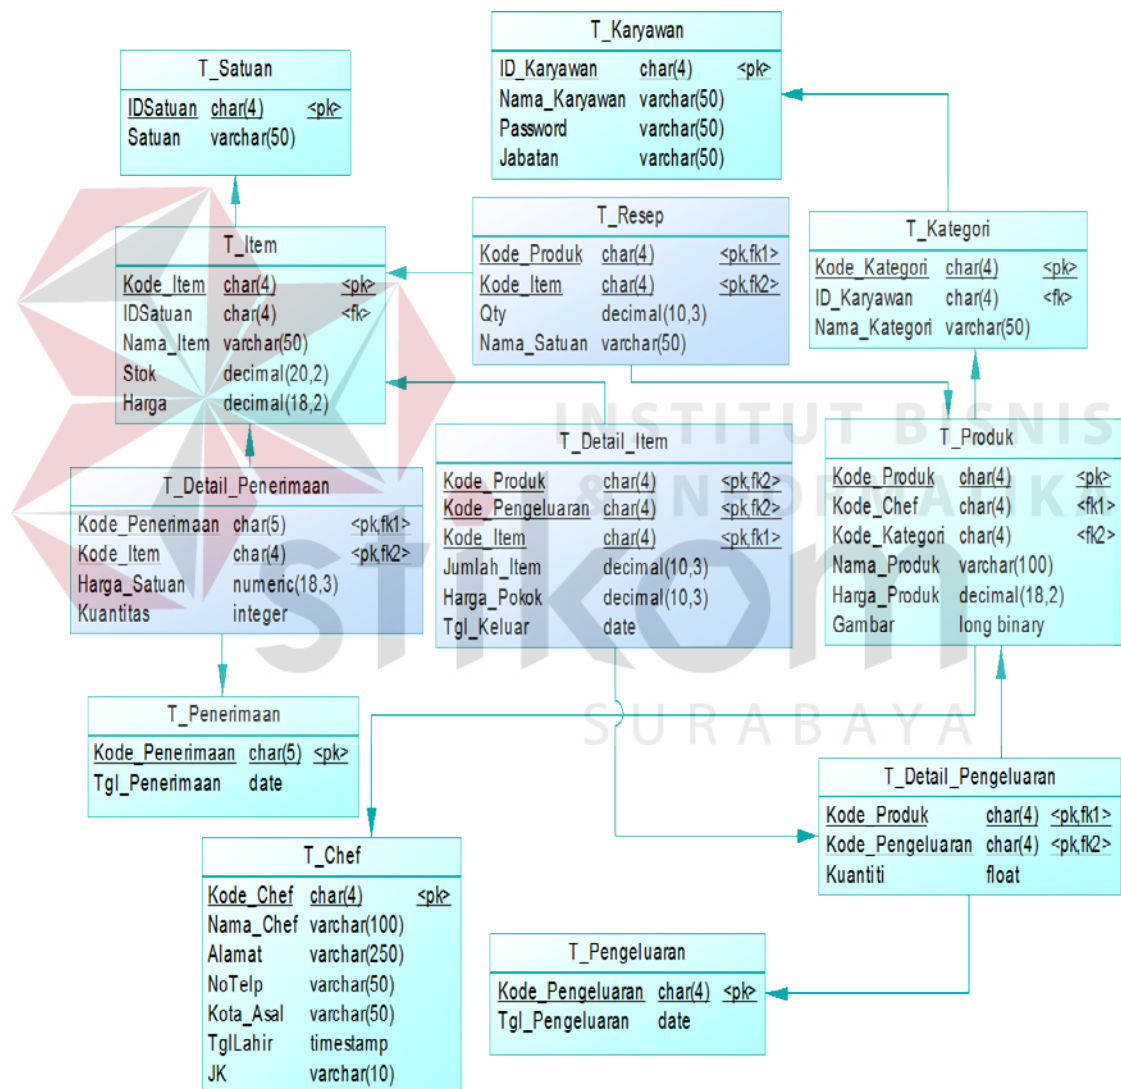 T_Karyawan
ID_Karyawan char(4) <pk>
Nama_Karyawan varchar(50)
Password varchar(50)
Jabatan varchar(50)
T_Satuan
IDSatuan char(4) <pk>
Satuan varchar(50)
T_Resep
Kode_Produk char(4) <pk,fk1>
Kode_Item char(4) <pk,fk2>
Qty decimal(10,3)
Nama_Satuan varchar(50)
T_Kategori
Kode_Kategori char(4) <pk>
ID_Karyawan char(4) <fk>
Nama_Kategori varchar(50)
T_Item
Kode_Item char(4) <pk>
IDSatuan char(4) <fk>
Nama_Item varchar(50)
Stok decimal(20,2)
Harga decimal(18,2)
INSTITUT BISNIS
& INFORMATIKA
stikom
SURABAYA
T_Detail_Item
Kode_Produk char(4) <pk,fk2>
Kode_Pengeluaran char(4) <pk,fk2>
Kode_Item char(4) <pk,fk1>
Jumlah_Item decimal(10,3)
Harga_Pokok decimal(10,3)
Tgl_Keluar date
T_Produk
Kode_Produk char(4) <pk>
Kode_Chef char(4) <fk1>
Kode_Kategori char(4) <fk2>
Nama_Produk varchar(100)
Harga_Produk decimal(18,2)
Gambar long binary
T_Detail_Penerimaan
Kode_Penerimaan char(5) <pk,fk1>
Kode_Item char(4) <pk,fk2>
Harga_Satuan numeric(18,3)
Kuantitas integer
T_Penerimaan
Kode_Penerimaan char(5) <pk>
Tgl_Penerimaan date
T_Detail_Pengeluaran
Kode_Produk char(4) <pk,fk1>
Kode_Pengeluaran char(4) <pk,fk2>
Kuantiti float
T_Chef
Kode_Chef char(4) <pk>
Nama_Chef varchar(100)
Alamat varchar(250)
NoTelp varchar(50)
Kota_Asal varchar(50)
TglLahir timestamp
JK varchar(10)
T_Pengeluaran
Kode_Pengeluaran char(4) <pk>
Tgl_Pengeluaran date